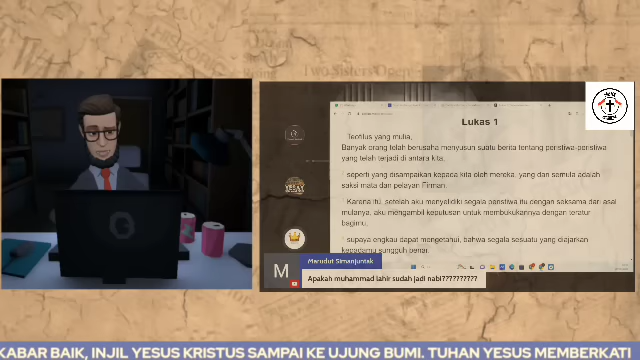 Lukas 1
Teofilus yang mulia,
Banyak orang telah berusaha menyusun suatu berita tentang peristiwa-peristiwa
yang telah terjadi di antara kita,
seperti yang disampaikan kepada kita oleh mereka, yang dari semula adalah
saksi mata dan pelayan Firman.
Karena itu, setelah aku menyelidiki segala peristiwa itu dengan seksama dari asal
mulanya, aku mengambil keputusan untuk membukukannya dengan teratur
bagimu,
supaya engkau dapat mengetahui, bahwa segala sesuatu yang diajarkan
kepadamu sungguh benar.
M
Marudut Simanjuntak
Apakah muhammad lahir sudah jadi nabi??????????
KABAR BAIK, INJIL YESUS KRISTUS SAMPAI KE UJUNG BUMI. TUHAN YESUS MEMBERKATI